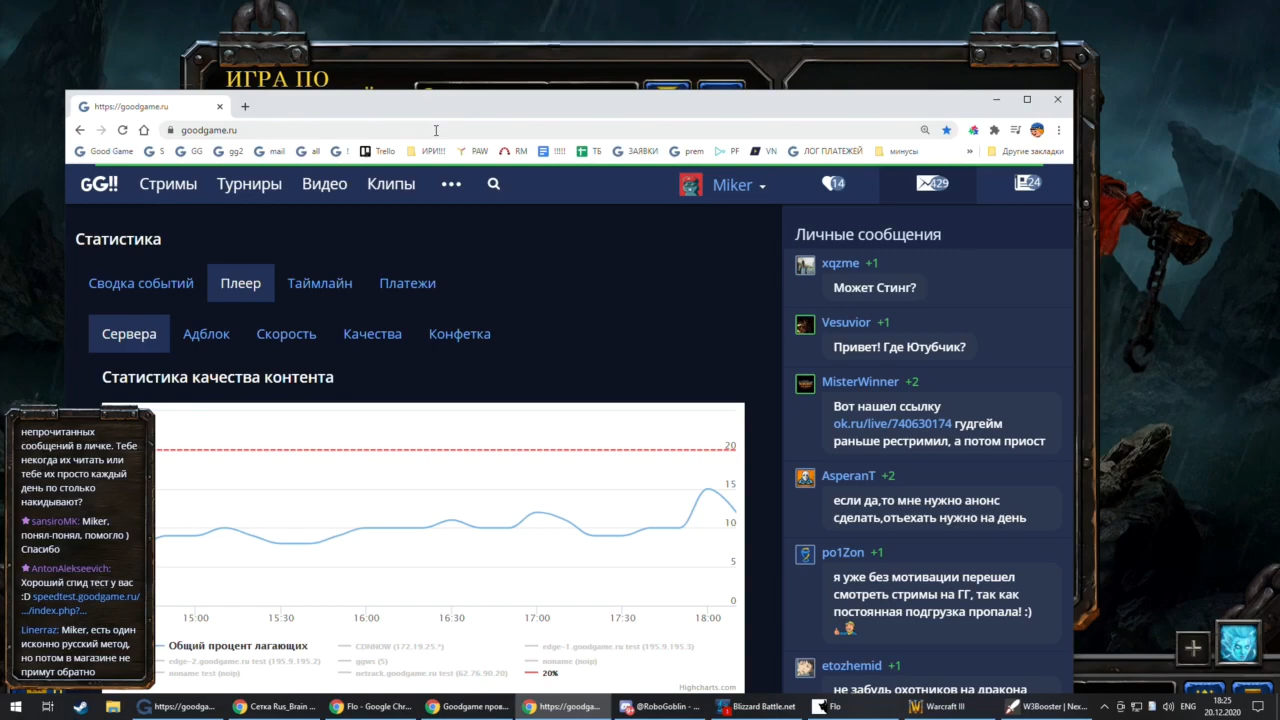 ИГРА ПО
https://goodgame.ru
goodgame.ru
Good Game
S
GG
gg2
mail
all
!
Trello
ИРИ!!!
PAW
RM
!!!!!
ТБ
ЗАЯВКИ
prem
PF
VN
ЛОГ ПЛАТЕЖЕЙ
минусы
»
Другие закладки
GG!!
Стримы
Турниры
Видео
Клипы
•••
Miker
14
429
24
Статистика
Сводка событий
Плеер
Таймлайн
Платежи
Сервера
Адблок
Скорость
Качества
Конфетка
Статистика качества контента
20
15
10
5
0
15:00
15:30
16:00
16:30
17:00
17:30
18:00
Общий процент лагающих
CDNNOW (172.19.25.*)
edge-1.goodgame.ru test (195.9.195.3)
edge-2.goodgame.ru test (195.9.195.2)
ggws (5)
noname (noip)
noname test (noip)
netrack.goodgame.ru test (62.76.90.20)
20%
Highcharts.com
Личные сообщения
xqzme +1
Может Стинг?
Vesuvior +1
Привет! Где Ютубчик?
MisterWinner +2
Вот нашел ссылку
ok.ru/live/740630174 гудгейм
раньше рестримил, а потом приост
AsperanT +2
если да,то мне нужно анонс
сделать,отьехать нужно на день
po1Zon +1
я уже без мотивации перешел
смотреть стримы на ГГ, так как
постоянная подгрузка пропала! :)
etozhemid +1
не забудь охотников на дракона
непрочитанных
сообщений в личке. Тебе
некогда их читать или
тебе их просто каждый
день по столько
накидывают?
sansiroMK: Miker,
понял-понял, помогло )
Спасибо
AntonAlekseevich:
Хороший спид тест у вас
:D speedtest.goodgame.ru/
.../index.php?...
Linerraz: Miker, есть один
исконно русский метод,
но потом в магазине не
примут обратно
https://goodga...
Сетка Rus_Brain ...
Flo - Google Chr...
Goodgame пров...
https://goodga...
@RoboGoblin - ...
Blizzard Battle.net
Flo
Warcraft III
W3Booster | Nex...
ENG
18:25
20.12.2020